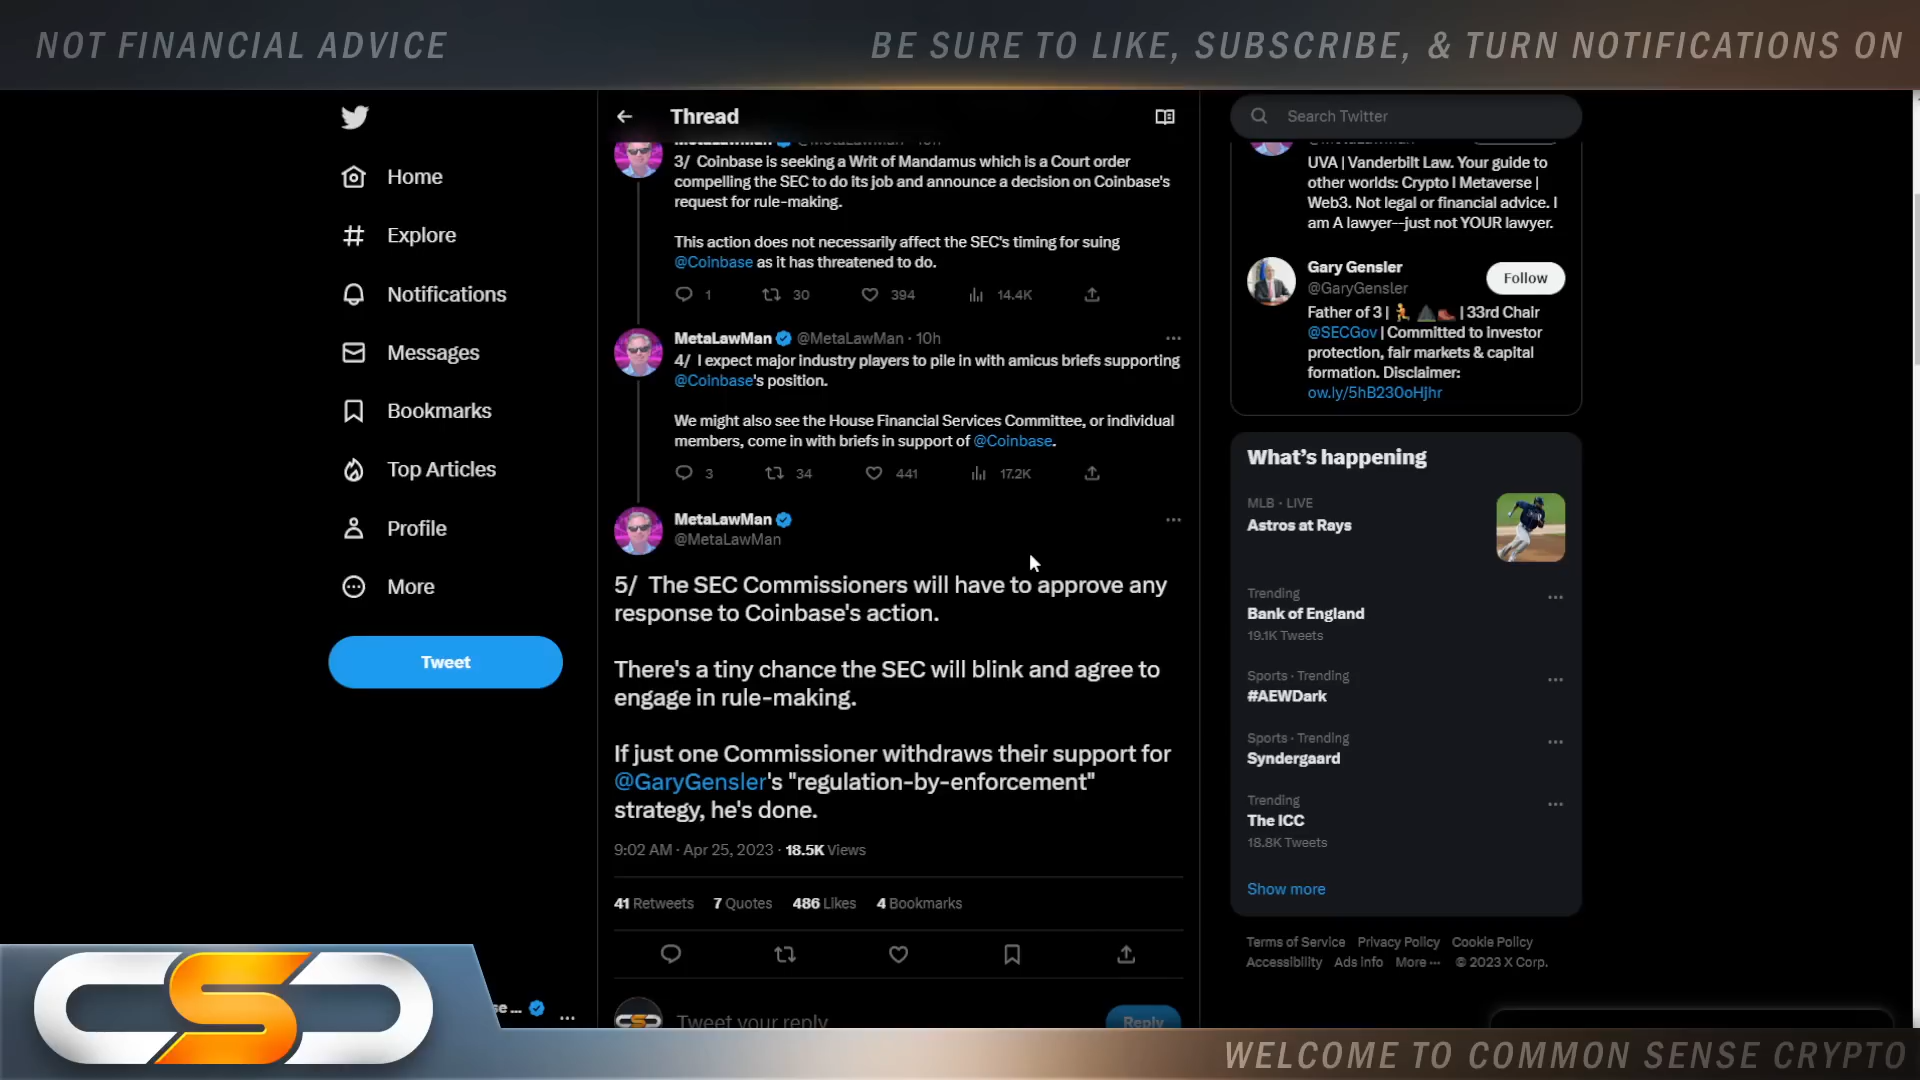 NOT FINANCIAL ADVICE
BE SURE TO LIKE, SUBSCRIBE, & TURN NOTIFICATIONS ON
Home
Explore
Notifications
Messages
Bookmarks
Top Articles
Profile
More
Tweet
se ...
Thread
MetaLawMan @MetaLawMan · 10h
3/ Coinbase is seeking a Writ of Mandamus which is a Court order
compelling the SEC to do its job and announce a decision on Coinbase's
request for rule-making.
This action does not necessarily affect the SEC's timing for suing
@Coinbase as it has threatened to do.
1 30 394 14.4K
MetaLawMan @MetaLawMan · 10h
4/ I expect major industry players to pile in with amicus briefs supporting
@Coinbase's position.
We might also see the House Financial Services Committee, or individual
members, come in with briefs in support of @Coinbase.
3 34 441 17.2K
MetaLawMan
@MetaLawMan
5/ The SEC Commissioners will have to approve any
response to Coinbase's action.
There's a tiny chance the SEC will blink and agree to
engage in rule-making.
If just one Commissioner withdraws their support for
@GaryGensler's "regulation-by-enforcement"
strategy, he's done.
9:02 AM · Apr 25, 2023 · 18.5K Views
41 Retweets 7 Quotes 486 Likes 4 Bookmarks
Tweet your reply
Reply
Search Twitter
@MetaLawMan
UVA | Vanderbilt Law. Your guide to
other worlds: Crypto | Metaverse |
Web3. Not legal or financial advice. I
am A lawyer--just not YOUR lawyer.
Gary Gensler
@GaryGensler
Follow
Father of 3 | | 33rd Chair
@SECGov | Committed to investor
protection, fair markets & capital
formation. Disclaimer:
ow.ly/5hB230oHjhr
What's happening
MLB · LIVE
Astros at Rays
Trending
Bank of England
19.1K Tweets
Sports · Trending
#AEWDark
Sports · Trending
Syndergaard
Trending
The ICC
18.8K Tweets
Show more
Terms of Service Privacy Policy Cookie Policy
Accessibility Ads info More ··· © 2023 X Corp.
CSC
WELCOME TO COMMON SENSE CRYPTO